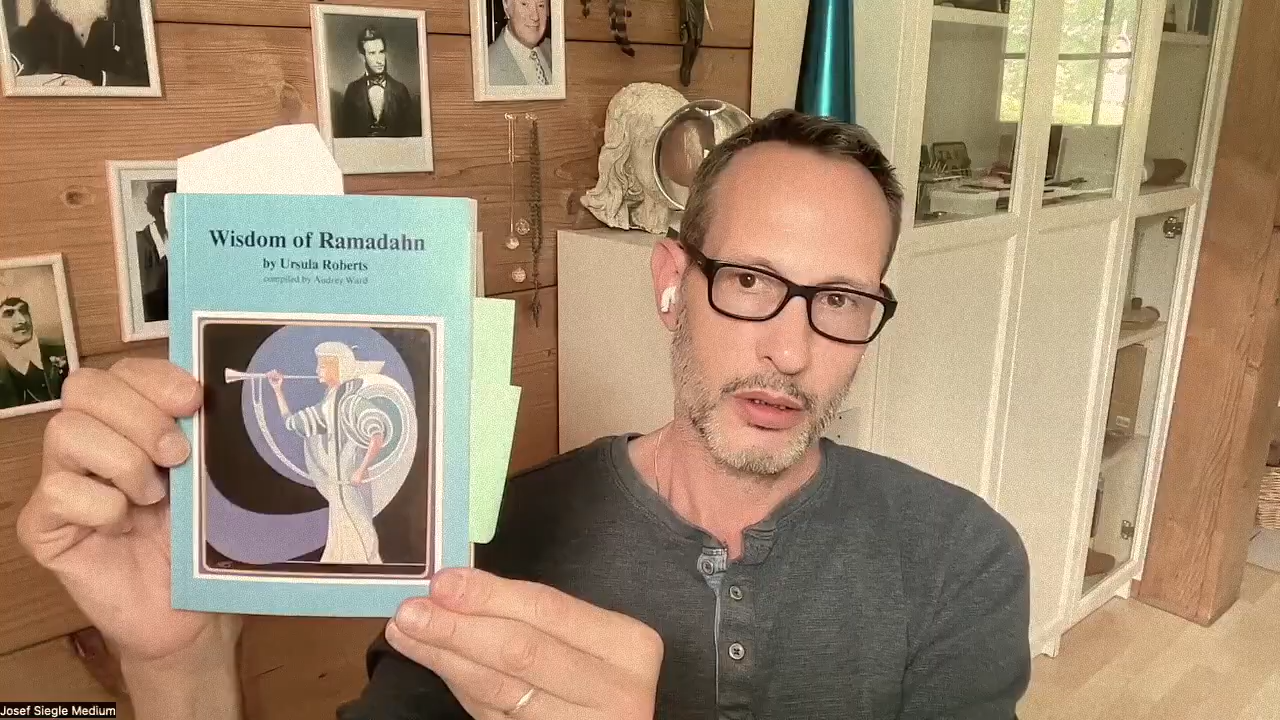 Wisdom of Ramadahn
by Ursula Roberts
compiled by Audrey Ward
Josef Siegle Medium